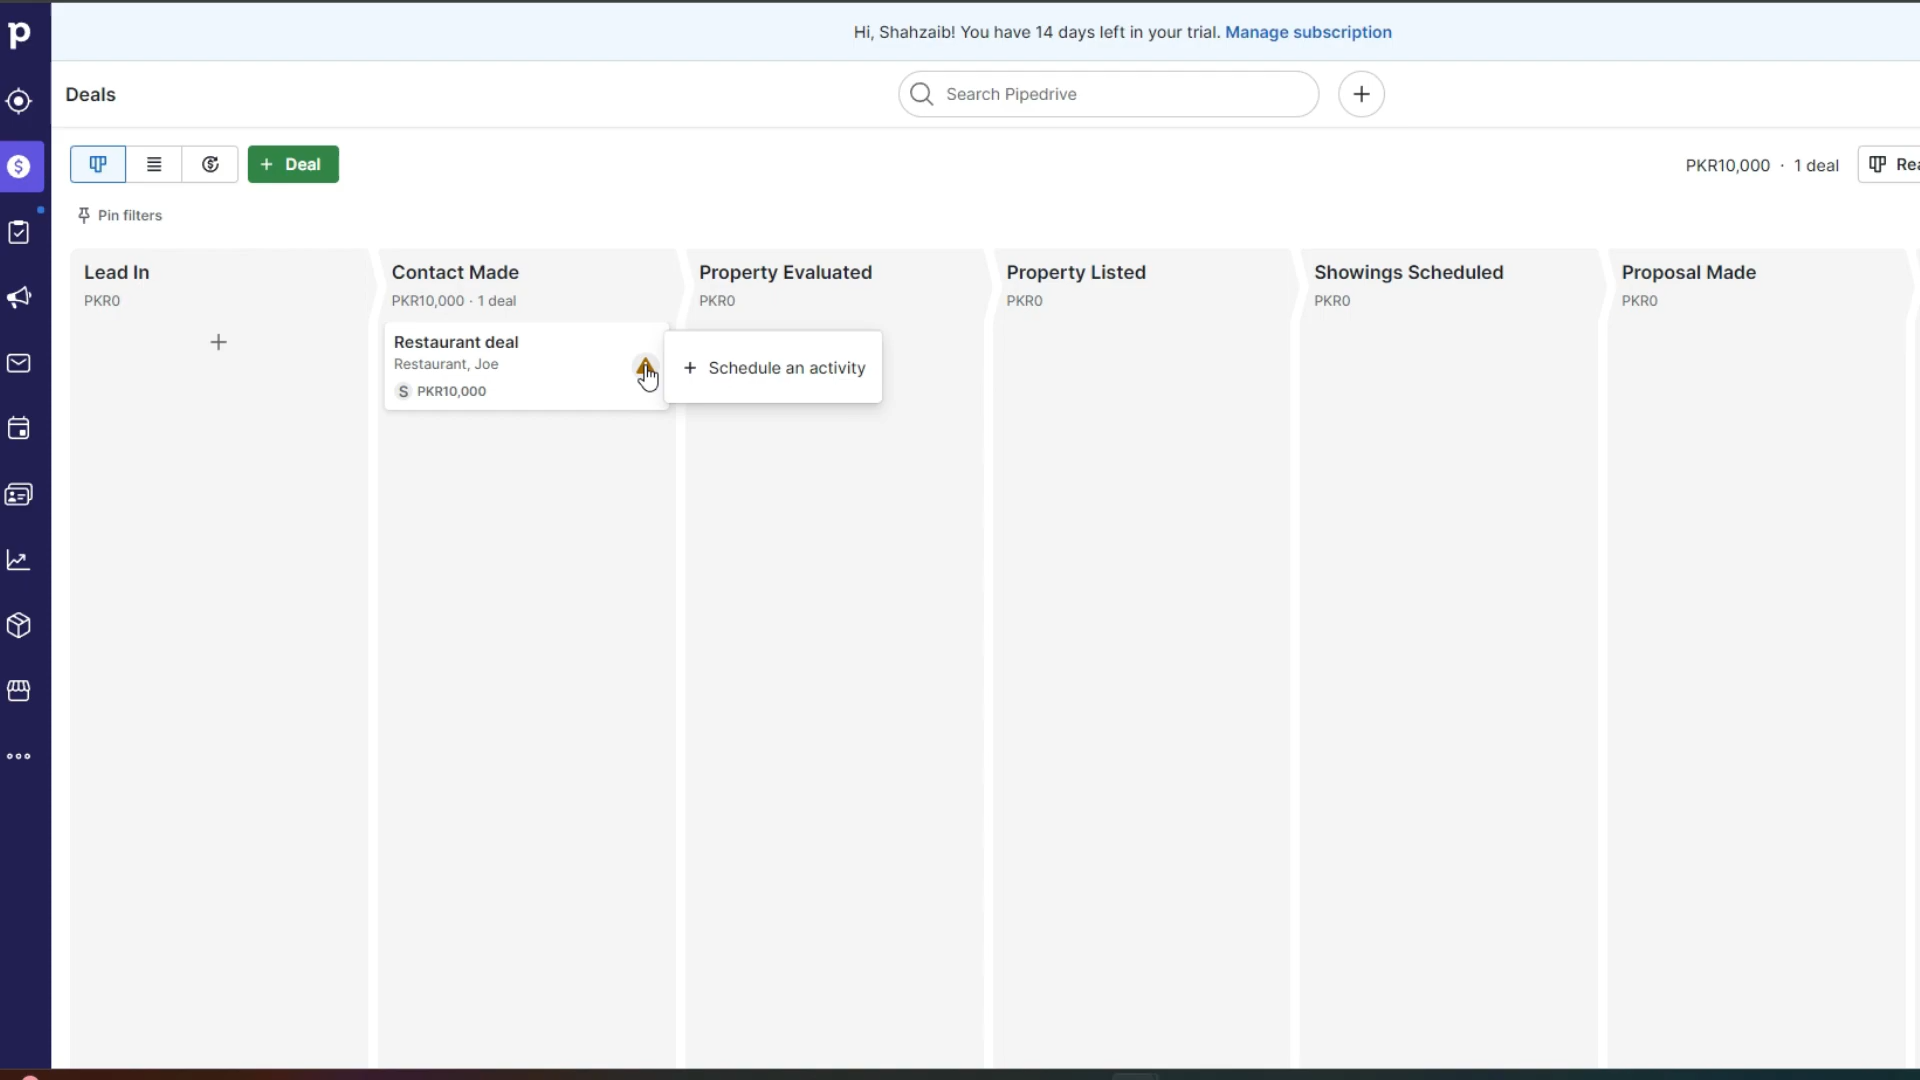 p
Hi, Shahzaib! You have 14 days left in your trial. Manage subscription
Deals
Search Pipedrive
+ Deal
PKR10,000 · 1 deal
Rea
Pin filters
Lead In
PKR0
Contact Made
PKR10,000 · 1 deal
Property Evaluated
PKR0
Property Listed
PKR0
Showings Scheduled
PKR0
Proposal Made
PKR0
Restaurant deal
Restaurant, Joe
S PKR10,000
+ Schedule an activity